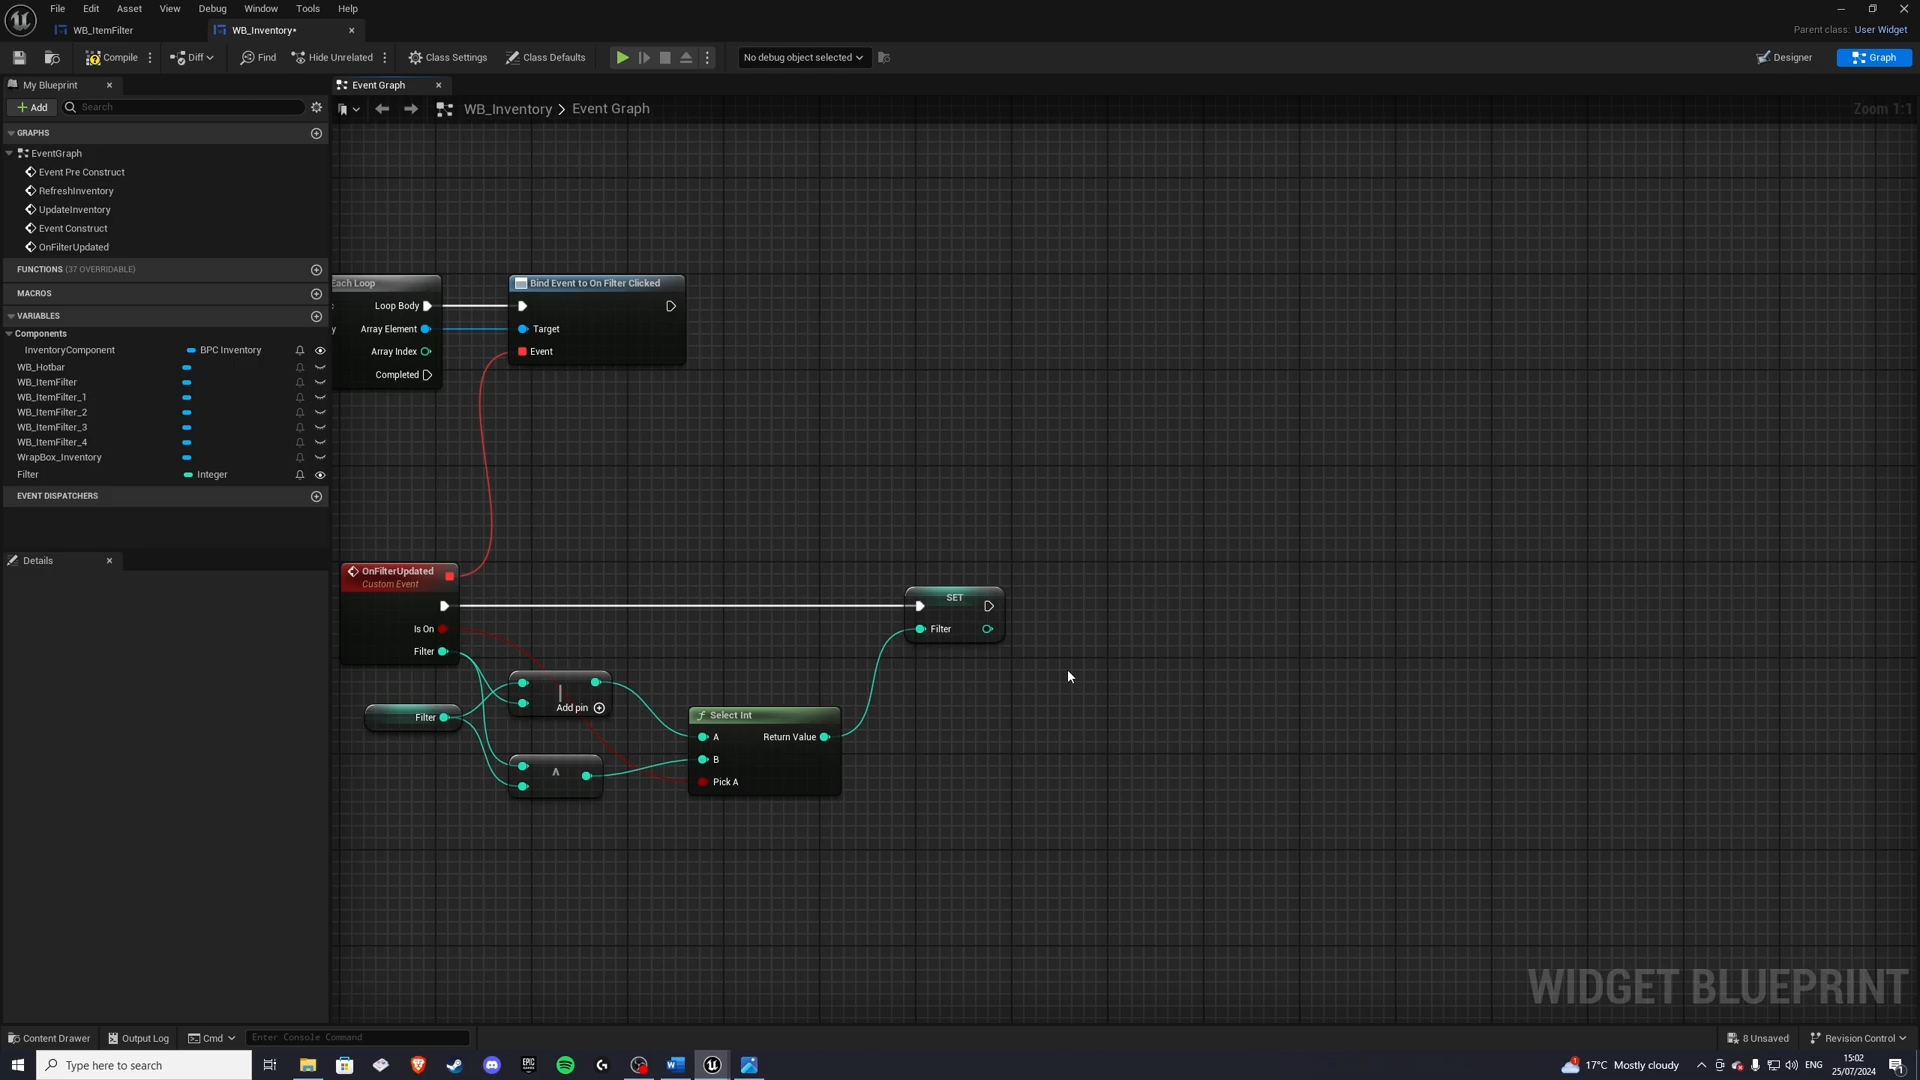 File Edit Asset View Debug Window Tools Help
WB_ItemFilter
WB_Inventory*
Parent class: User Widget
Compile Diff Find Hide Unrelated Class Settings Class Defaults No debug object selected Designer Graph
My Blueprint
Event Graph
Add Search
WB_Inventory > Event Graph
Zoom 1:1
GRAPHS
EventGraph
Event Pre Construct
RefreshInventory
UpdateInventory
Event Construct
OnFilterUpdated
FUNCTIONS (37 OVERRIDABLE)
MACROS
VARIABLES
Components
InventoryComponent BPC Inventory
WB_Hotbar
WB_ItemFilter
WB_ItemFilter_1
WB_ItemFilter_2
WB_ItemFilter_3
WB_ItemFilter_4
WrapBox_Inventory
Filter Integer
EVENT DISPATCHERS
Details
Each Loop
Loop Body
Array Element
Array Index
Completed
Bind Event to On Filter Clicked
Target
Event
OnFilterUpdated
Custom Event
Is On
Filter
Filter
|
Add pin
^
Select Int
A Return Value
B
Pick A
SET
Filter
WIDGET BLUEPRINT
Content Drawer Output Log Cmd Enter Console Command 8 Unsaved Revision Control
Type here to search
EPIC
1
17°C Mostly cloudy
ENG
15:02
25/07/2024